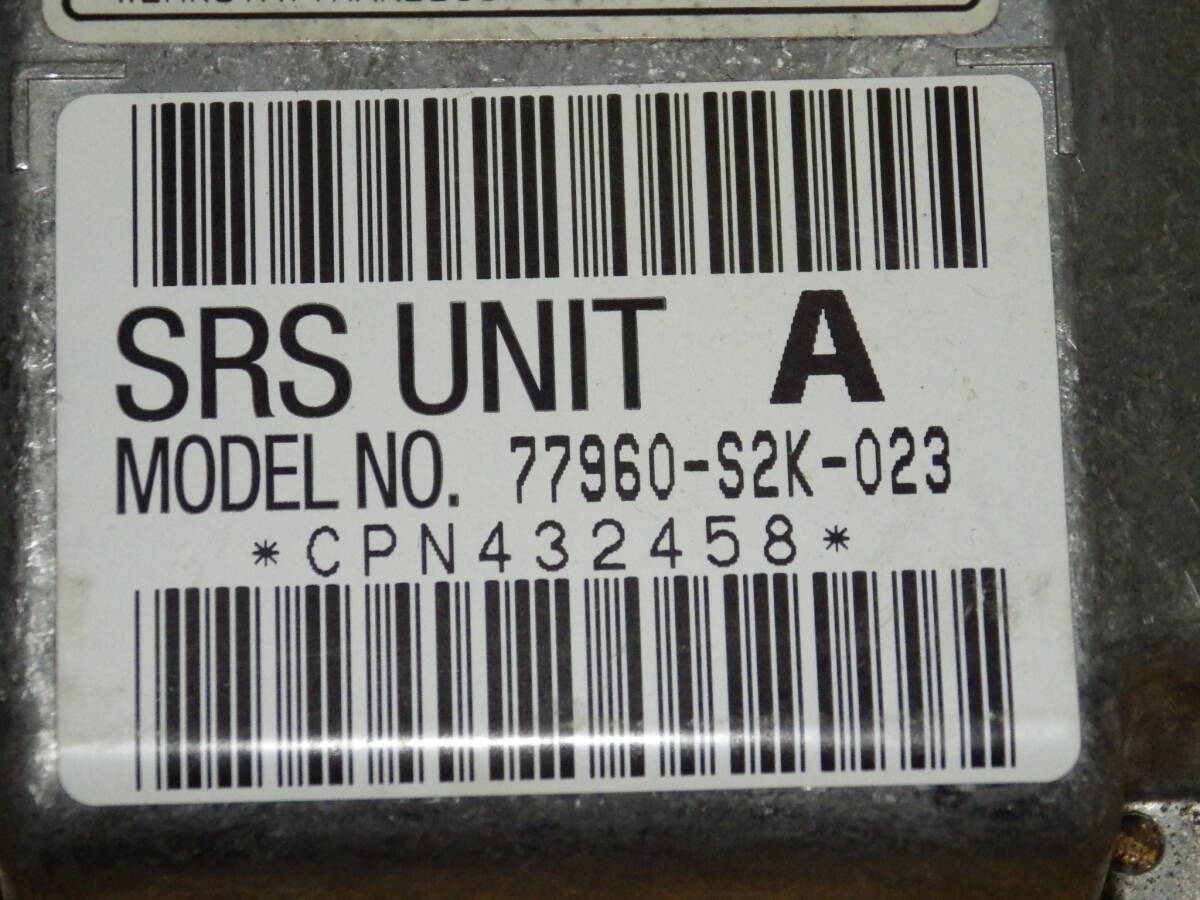 SRS UNIT A
MODEL NO. 77960-S2K-023
*CPN432458*